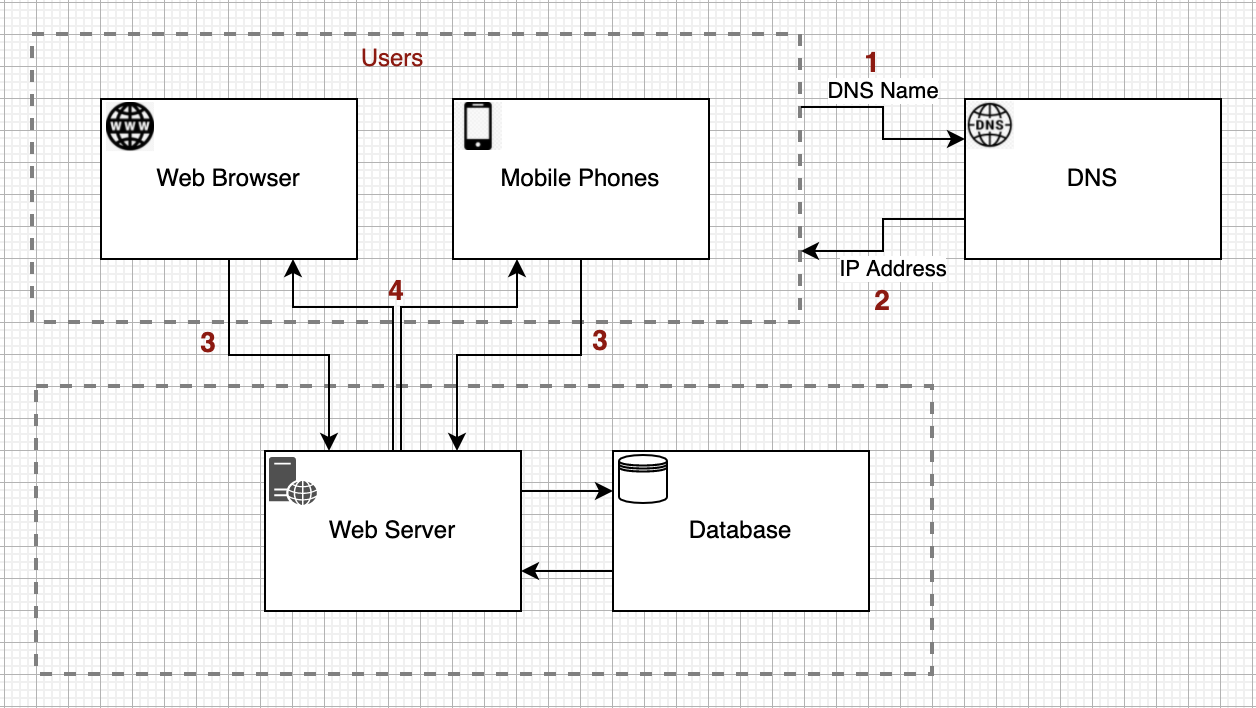 Users
1
DNS Name
WWW
Web Browser
Mobile Phones
DNS
DNS
IP Address
2
4
3
3
Web Server
Database